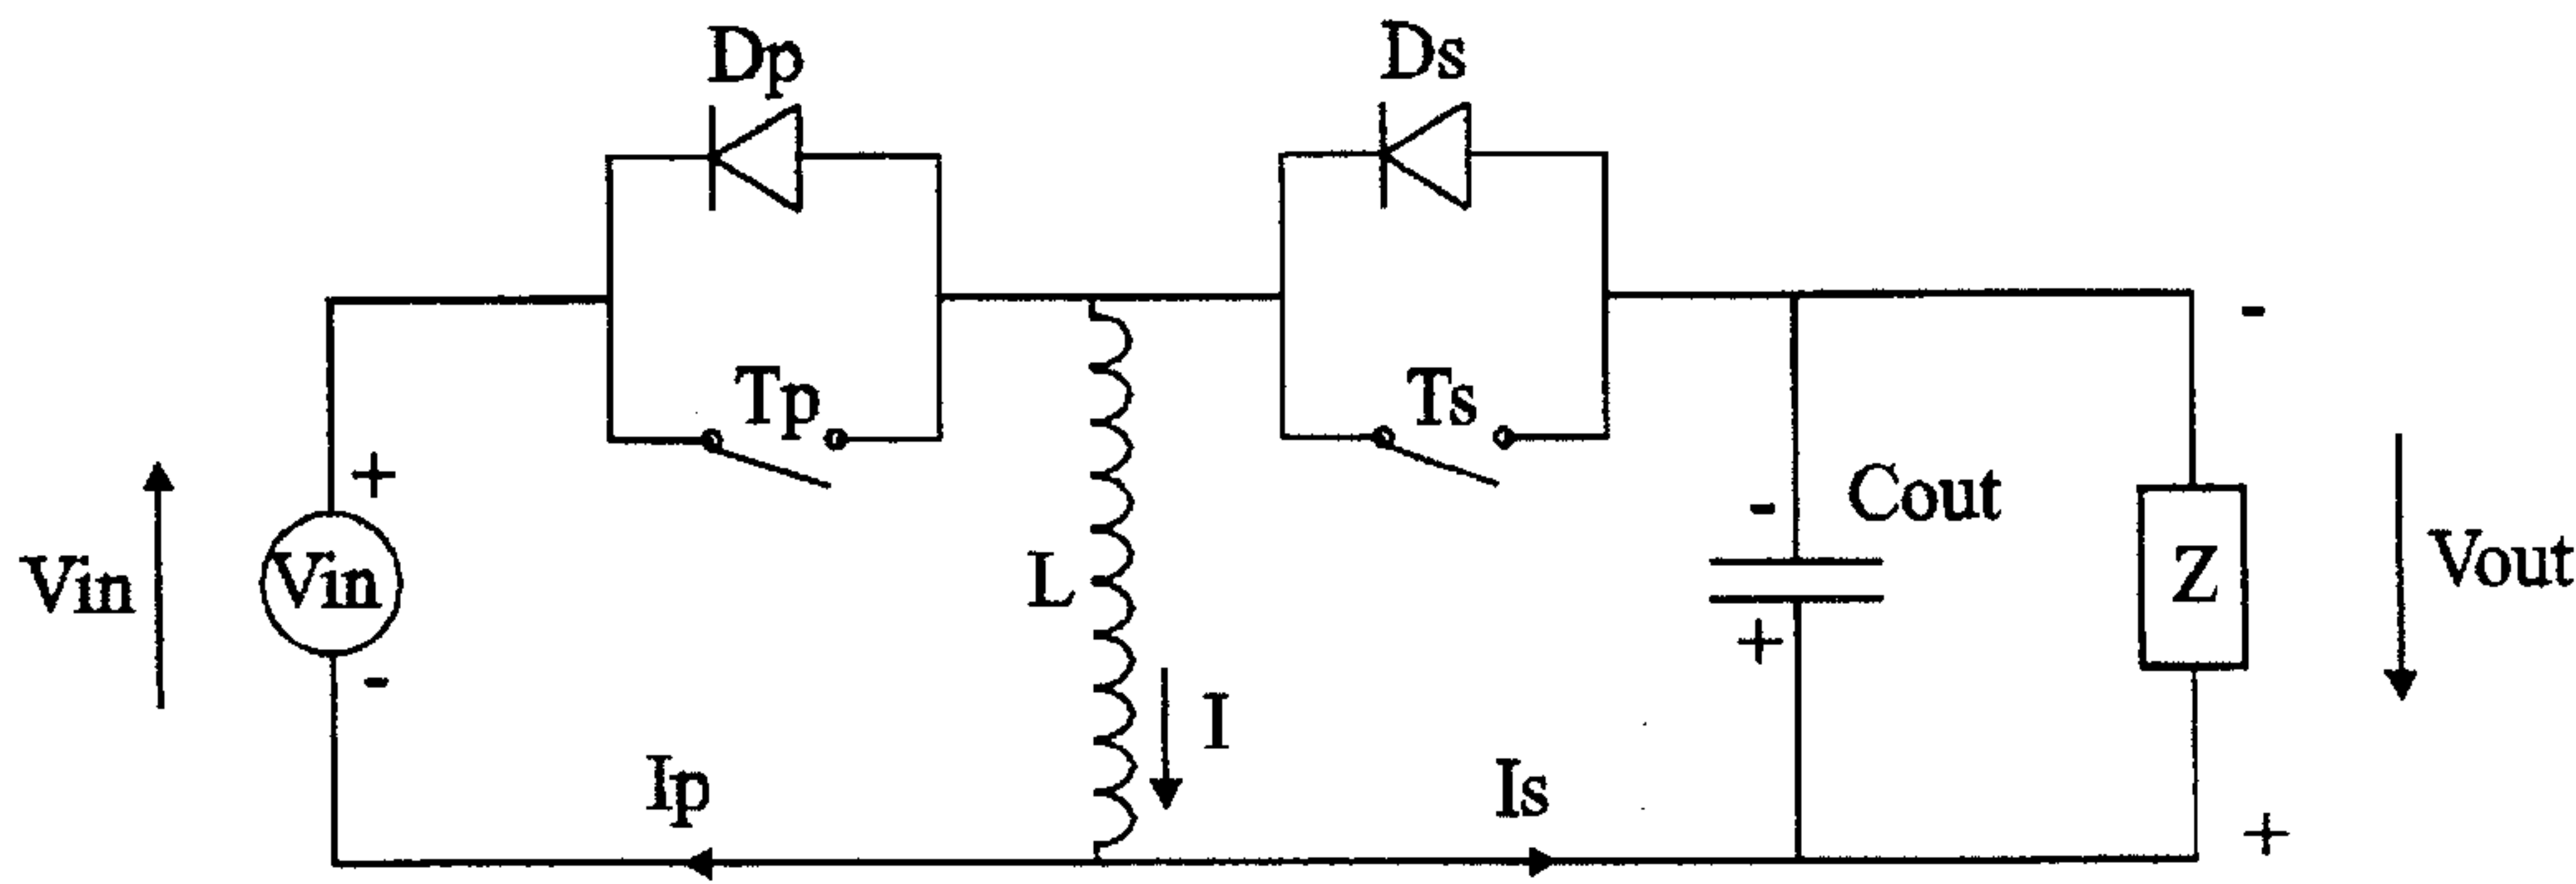 Dp
Ds
Tp
Ts
-
Vin
+
Vin
-
L
I
-
Cout
+
Z
Vout
Ip
Is
+